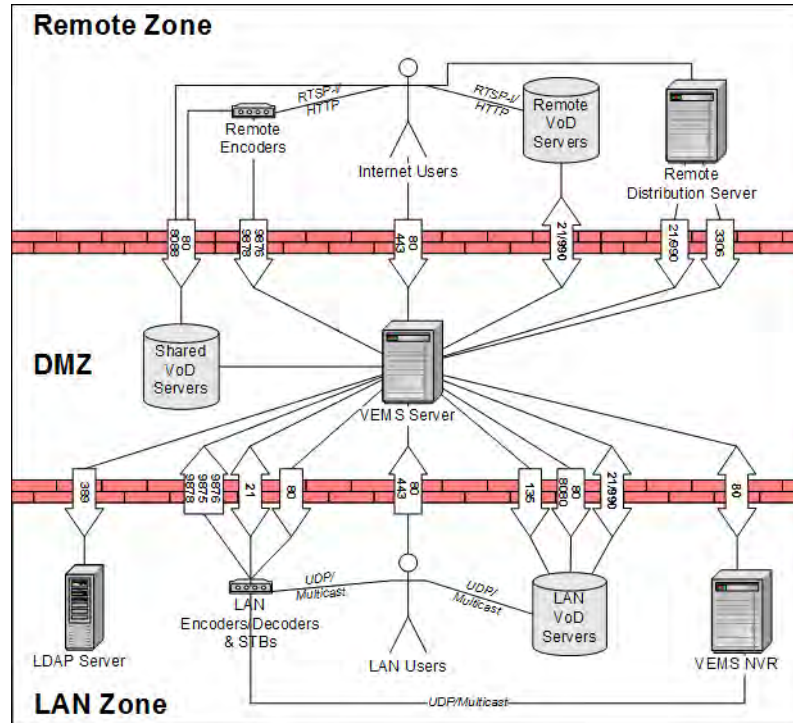 Remote Zone
RTSP-I/
HTTP
RTSP-I/
HTTP
Remote
Encoders
Internet Users
Remote
VoD
Servers
Remote
Distribution Server
80
8088
9876
9878
80
443
21/990
21/990
3306
Shared
VoD
Servers
DMZ
VEMS Server
389
9876
9875
9878
21
80
80
443
135
80
8080
21/990
80
UDP/
Multicast
UDP/
Multicast
LDAP Server
LAN
Encoders/Decoders
& STBs
LAN Users
LAN
VoD
Servers
VEMS NVR
UDP/Multicast
LAN Zone